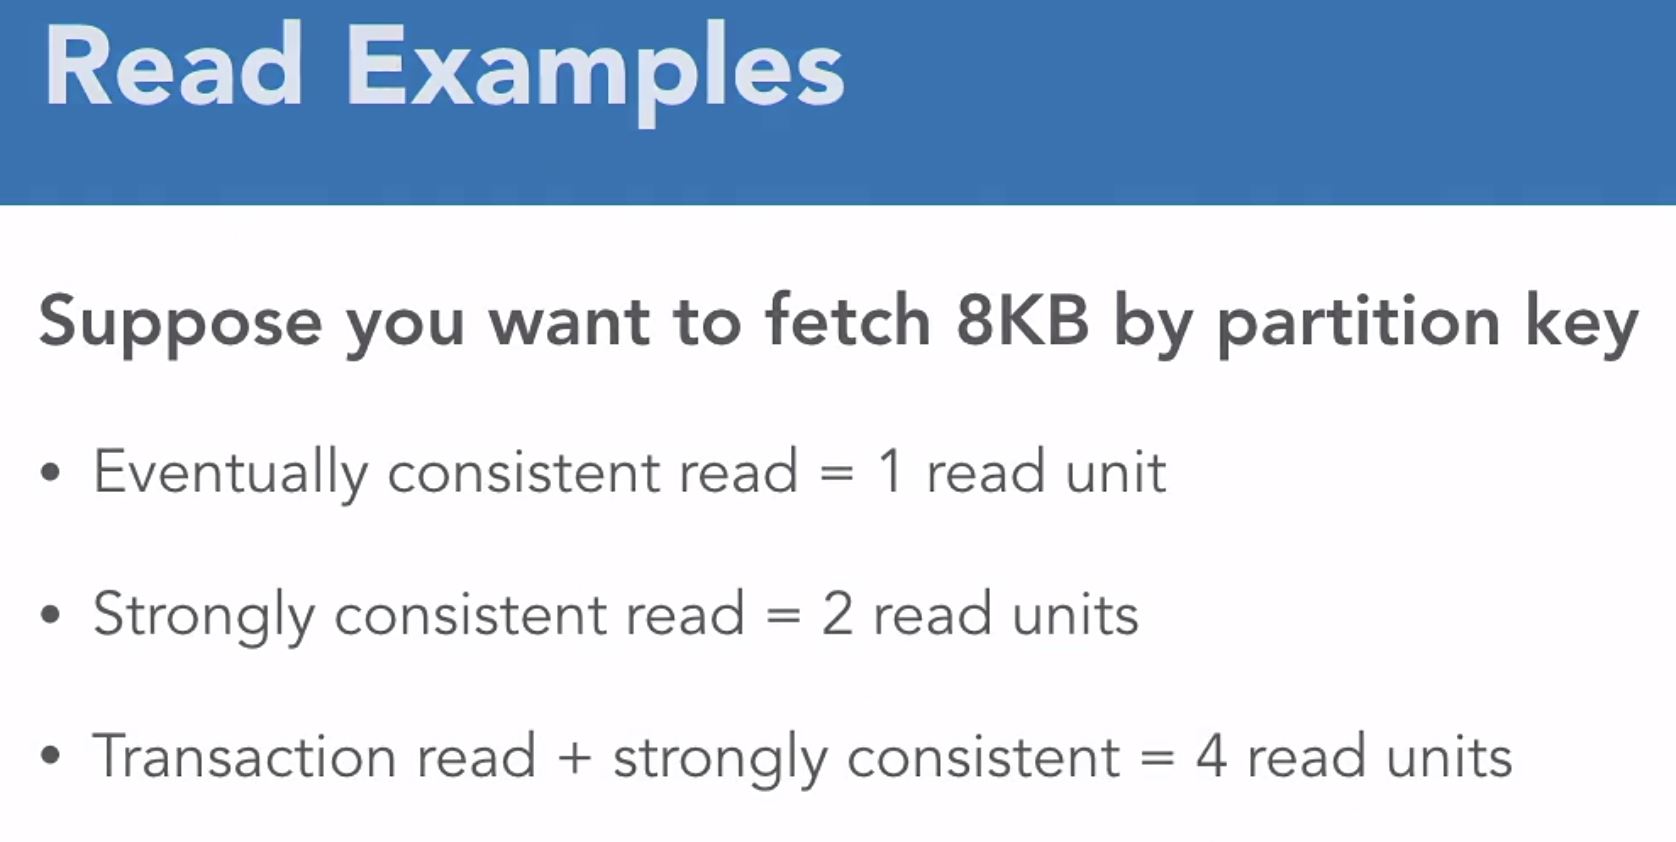 Read Examples
Suppose you want to fetch 8KB by partition key
• Eventually consistent read = 1 read unit
• Strongly consistent read = 2 read units
• Transaction read + strongly consistent = 4 read units